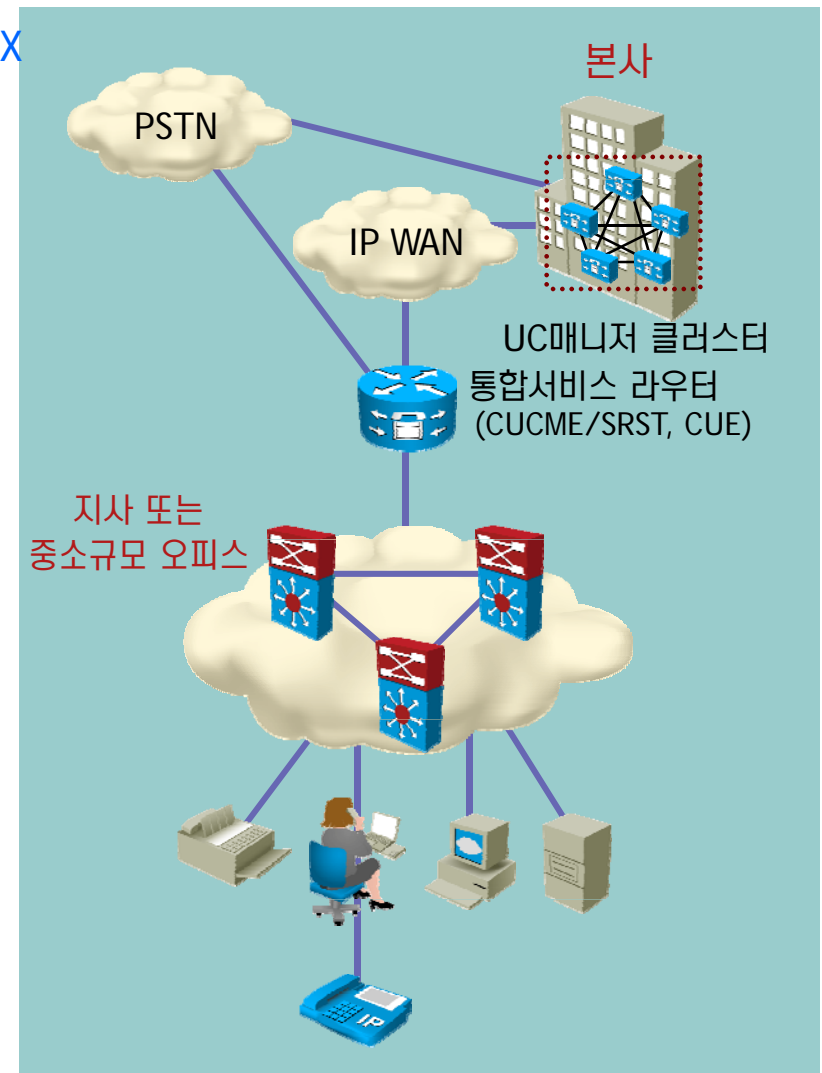 X
본사
PSTN
IP WAN
UC매니저 클러스터
통합서비스 라우터
(CUCME/SRST, CUE)
지사 또는
중소규모 오피스
IP